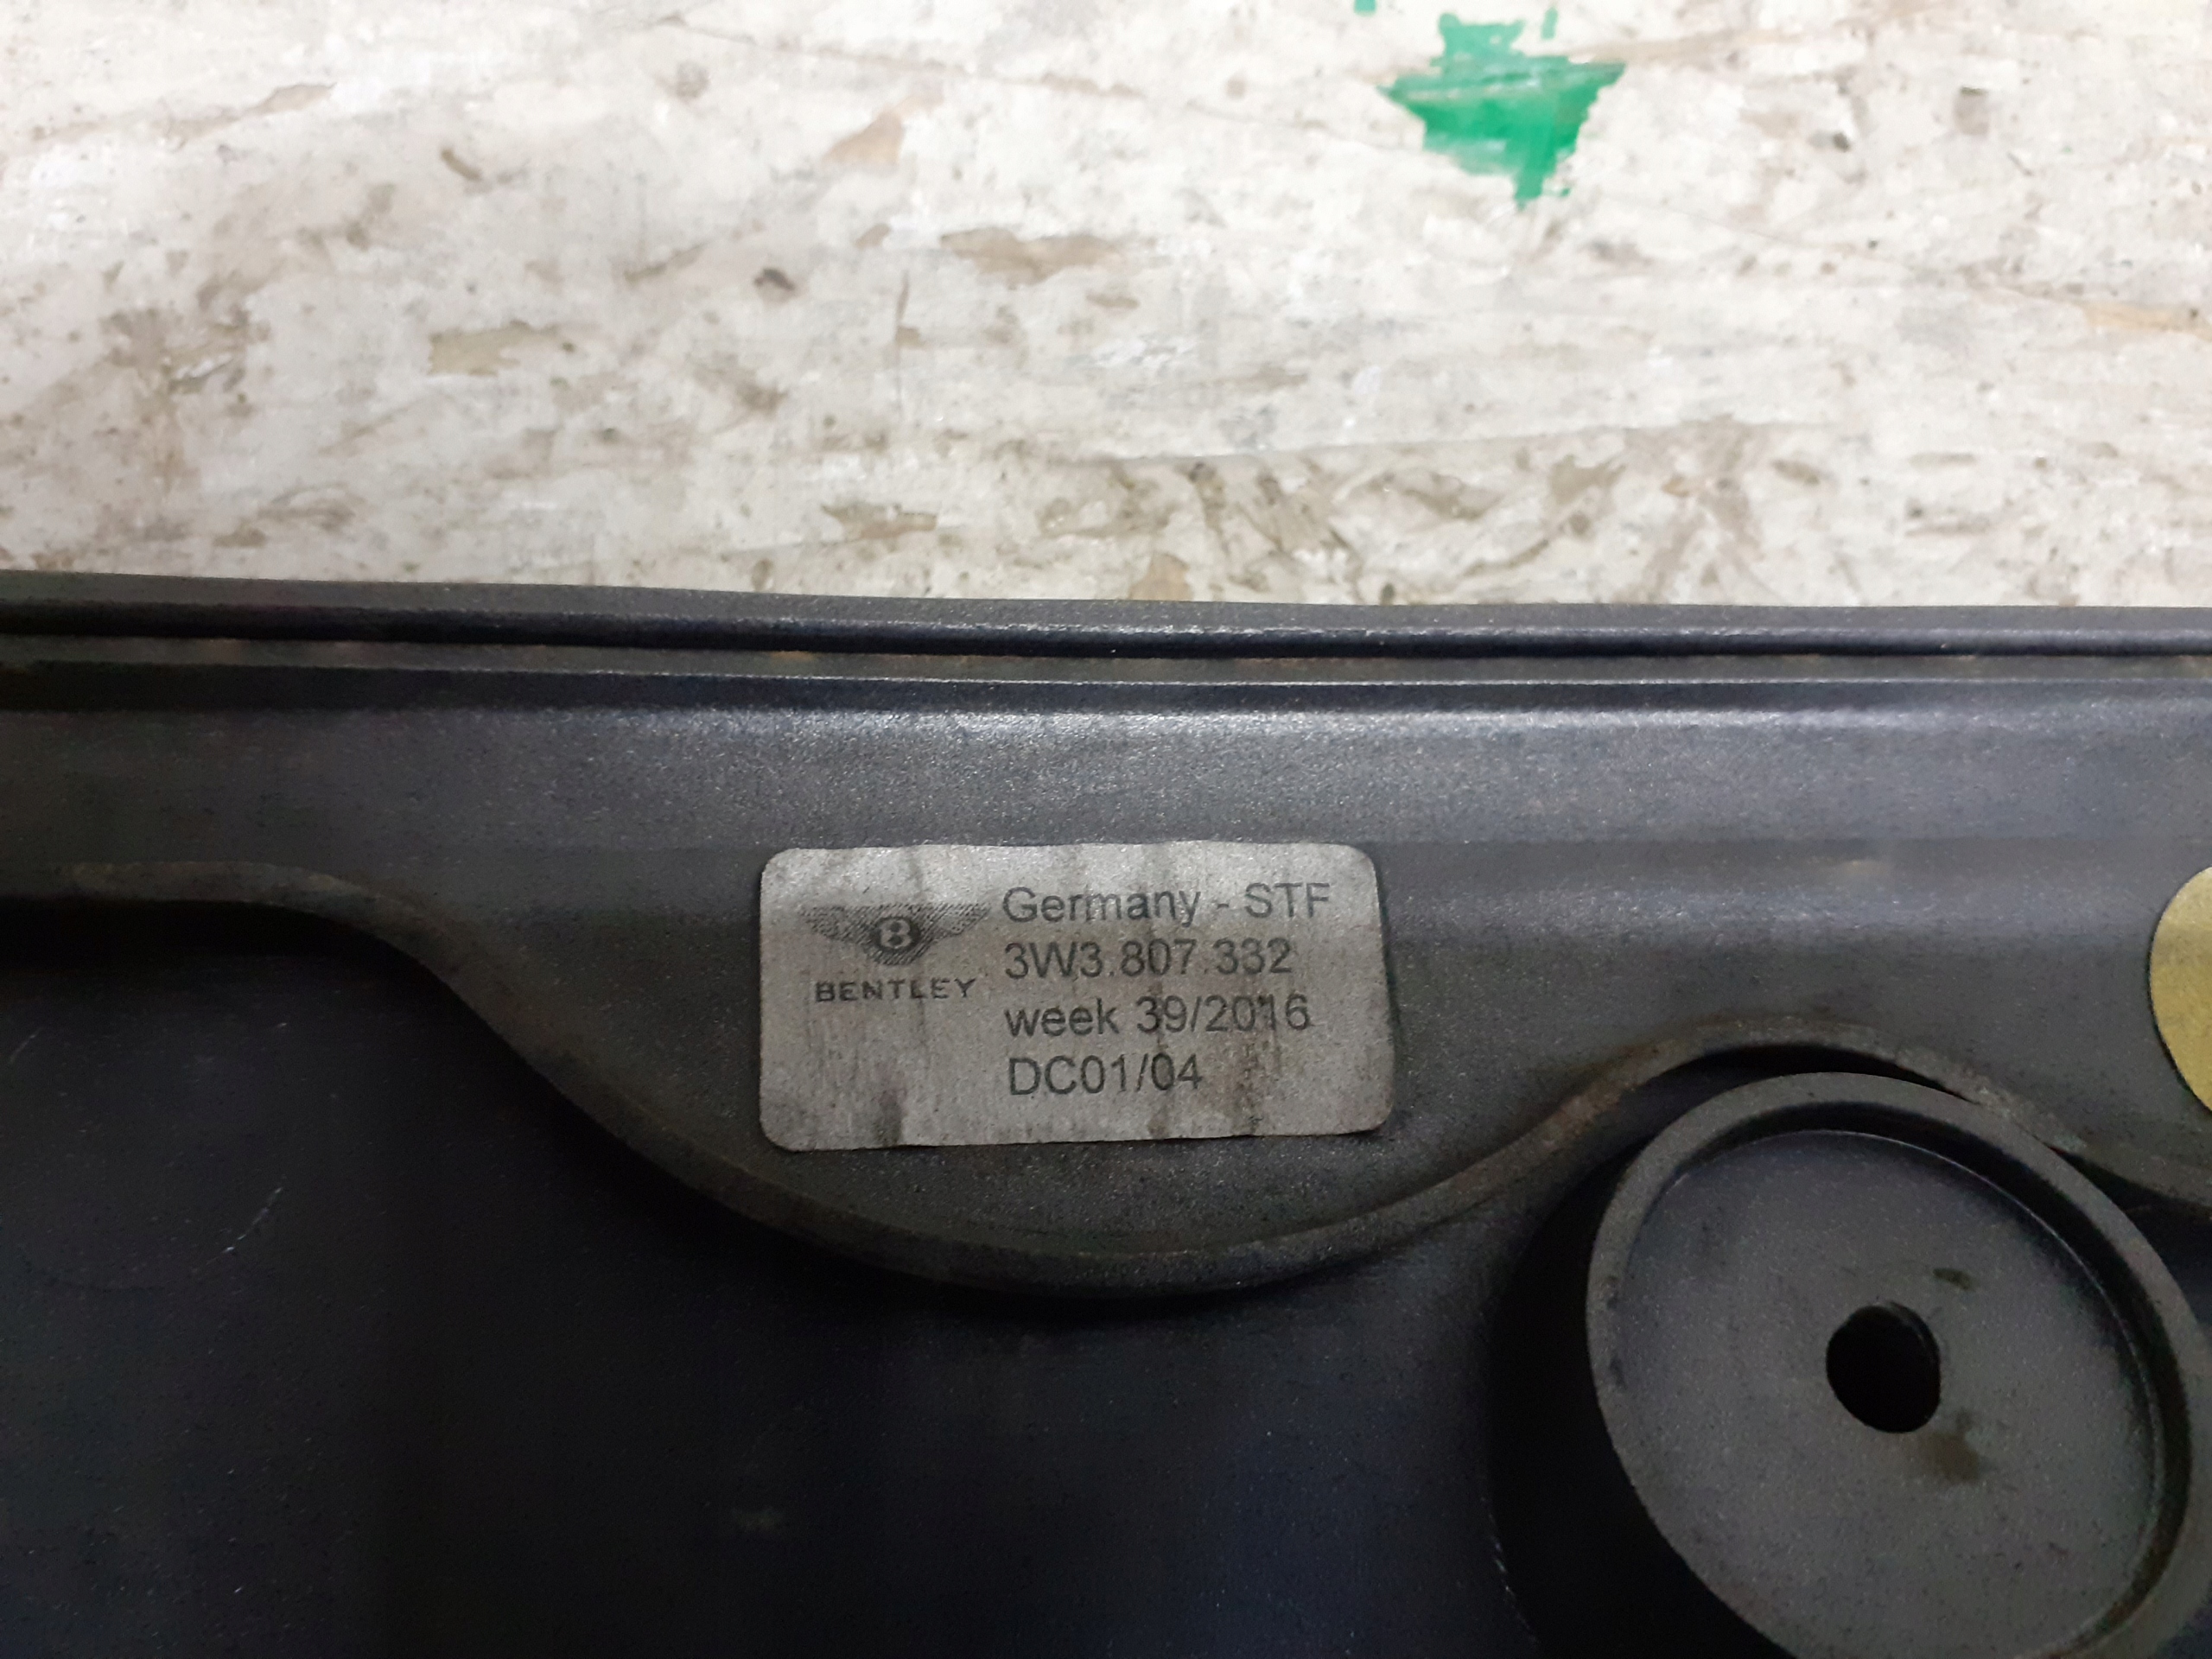 B
BENTLEY
Germany - STF
3W3.807.332
week 39/2016
DC01/04